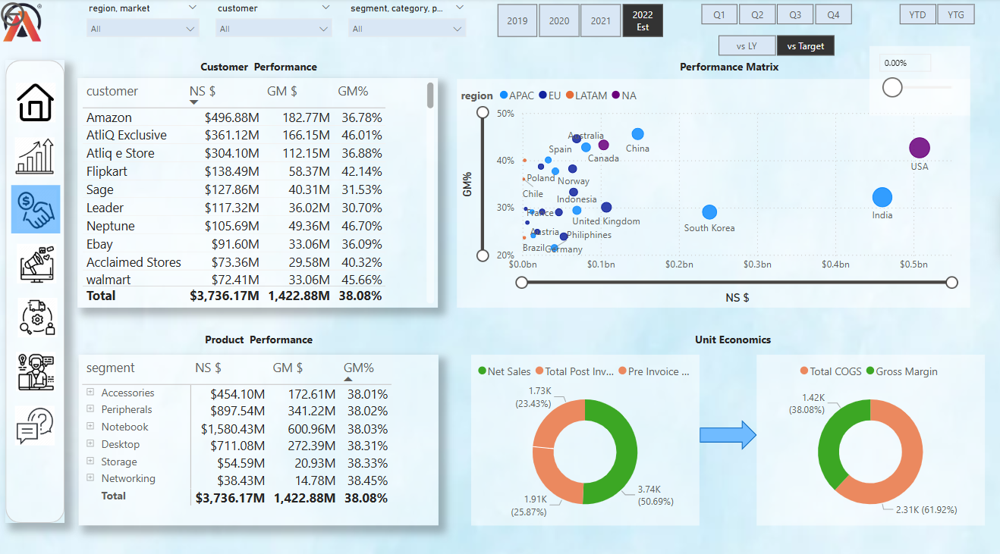 region, market
customer
segment, category, p...
All
All
All
2019
2020
2021
2022
Est
Q1
Q2
Q3
Q4
YTD
YTG
vs LY
vs Target
0.00%
Customer Performance
customer NS $ GM $ GM%
Amazon $496.88M 182.77M 36.78%
AtliQ Exclusive $361.12M 166.15M 46.01%
Atliq e Store $304.10M 112.15M 36.88%
Flipkart $138.49M 58.37M 42.14%
Sage $127.86M 40.31M 31.53%
Leader $117.32M 36.02M 30.70%
Neptune $105.69M 49.36M 46.70%
Ebay $91.60M 33.06M 36.09%
Acclaimed Stores $73.36M 29.58M 40.32%
walmart $72.41M 33.06M 45.66%
Total $3,736.17M 1,422.88M 38.08%
Performance Matrix
region APAC EU LATAM NA
50%
40%
30%
20%
GM%
Australia
Spain
Canada
China
USA
Poland
Norway
Chile
Indonesia
India
France
United Kingdom
South Korea
Austria
Philiphines
Brazil
Germany
$0.0bn $0.1bn $0.2bn $0.3bn $0.4bn $0.5bn
NS $
Product Performance
segment NS $ GM $ GM%
Accessories $454.10M 172.61M 38.01%
Peripherals $897.54M 341.22M 38.02%
Notebook $1,580.43M 600.96M 38.03%
Desktop $711.08M 272.39M 38.31%
Storage $54.59M 20.93M 38.33%
Networking $38.43M 14.78M 38.45%
Total $3,736.17M 1,422.88M 38.08%
Unit Economics
Net Sales Total Post Inv... Pre Invoice ...
1.73K
(23.43%)
1.91K
(25.87%)
3.74K
(50.69%)
Total COGS Gross Margin
1.42K
(38.08%)
2.31K (61.92%)